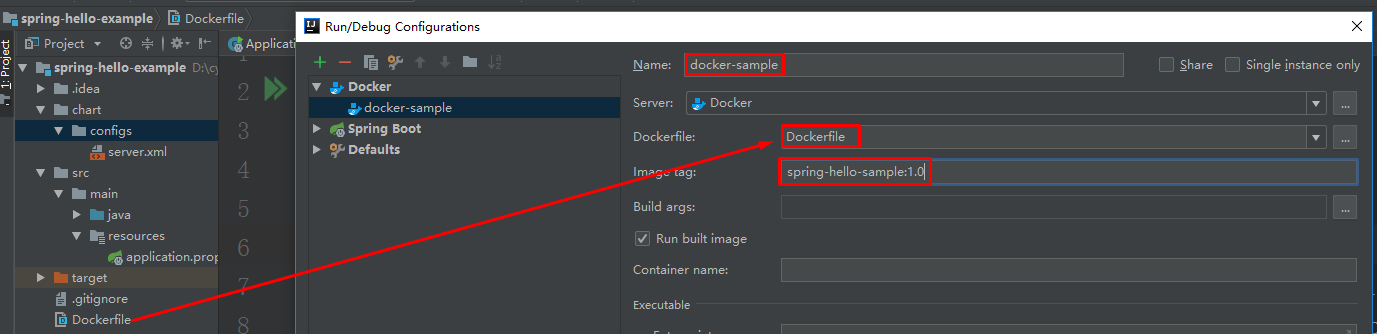 spring-hello-example Dockerfile
Run/Debug Configurations
1: Project
Project
Applicatio
spring-hello-example D:\cy
.idea
chart
configs
server.xml
src
main
java
resources
application.prop
target
.gitignore
Dockerfile
2
3
4
5
6
7
8
Docker
docker-sample
Spring Boot
Defaults
Name: docker-sample Share Single instance only
Server: Docker ...
Dockerfile: Dockerfile ...
Image tag: spring-hello-sample:1.0
Build args: ...
Run built image
Container name:
Executable